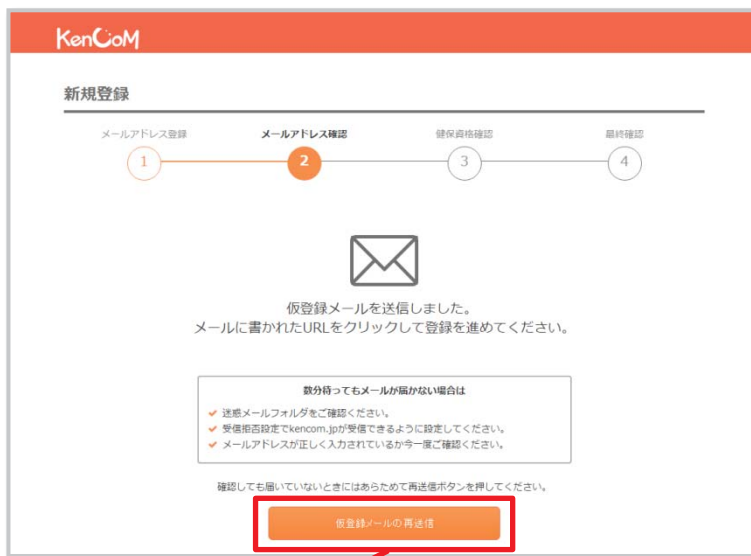 KenCoM
新規登録
メールアドレス登録 メールアドレス確認 健保資格確認 最終確認
1 2 3 4
仮登録メールを送信しました。
メールに書かれたURLをクリックして登録を進めてください。
数分待ってもメールが届かない場合は
迷惑メールフォルダをご確認ください。
受信拒否設定でkencom.jpが受信できるように設定してください。
メールアドレスが正しく入力されているか今一度ご確認ください。
確認しても届いていないときにはあらためて再送信ボタンを押してください。
仮登録メールの再送信